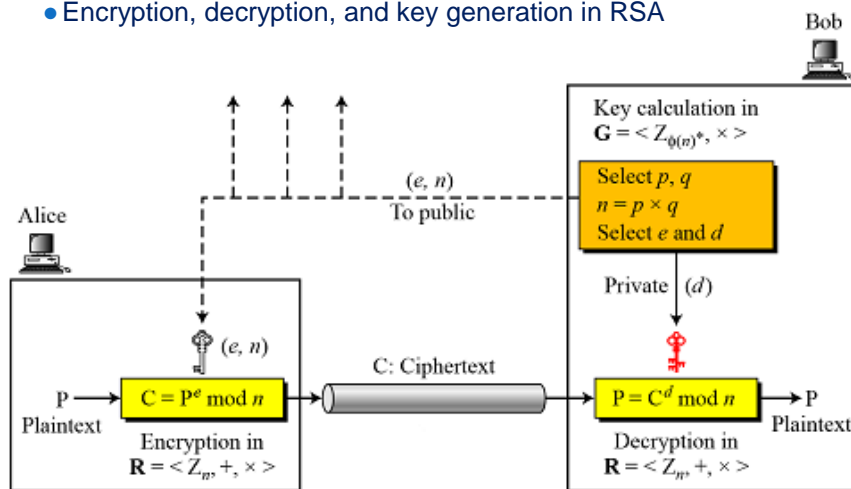 ● Encryption, decryption, and key generation in RSA
Bob
Key calculation in
G = < Z_ϕ(n)*, × >
Select p, q
n = p × q
Select e and d
(e, n)
To public
Alice
Private (d)
(e, n)
C: Ciphertext
P
Plaintext
C = P^e mod n
Encryption in
R = < Z_n, +, × >
P = C^d mod n
P
Plaintext
Decryption in
R = < Z_n, +, × >